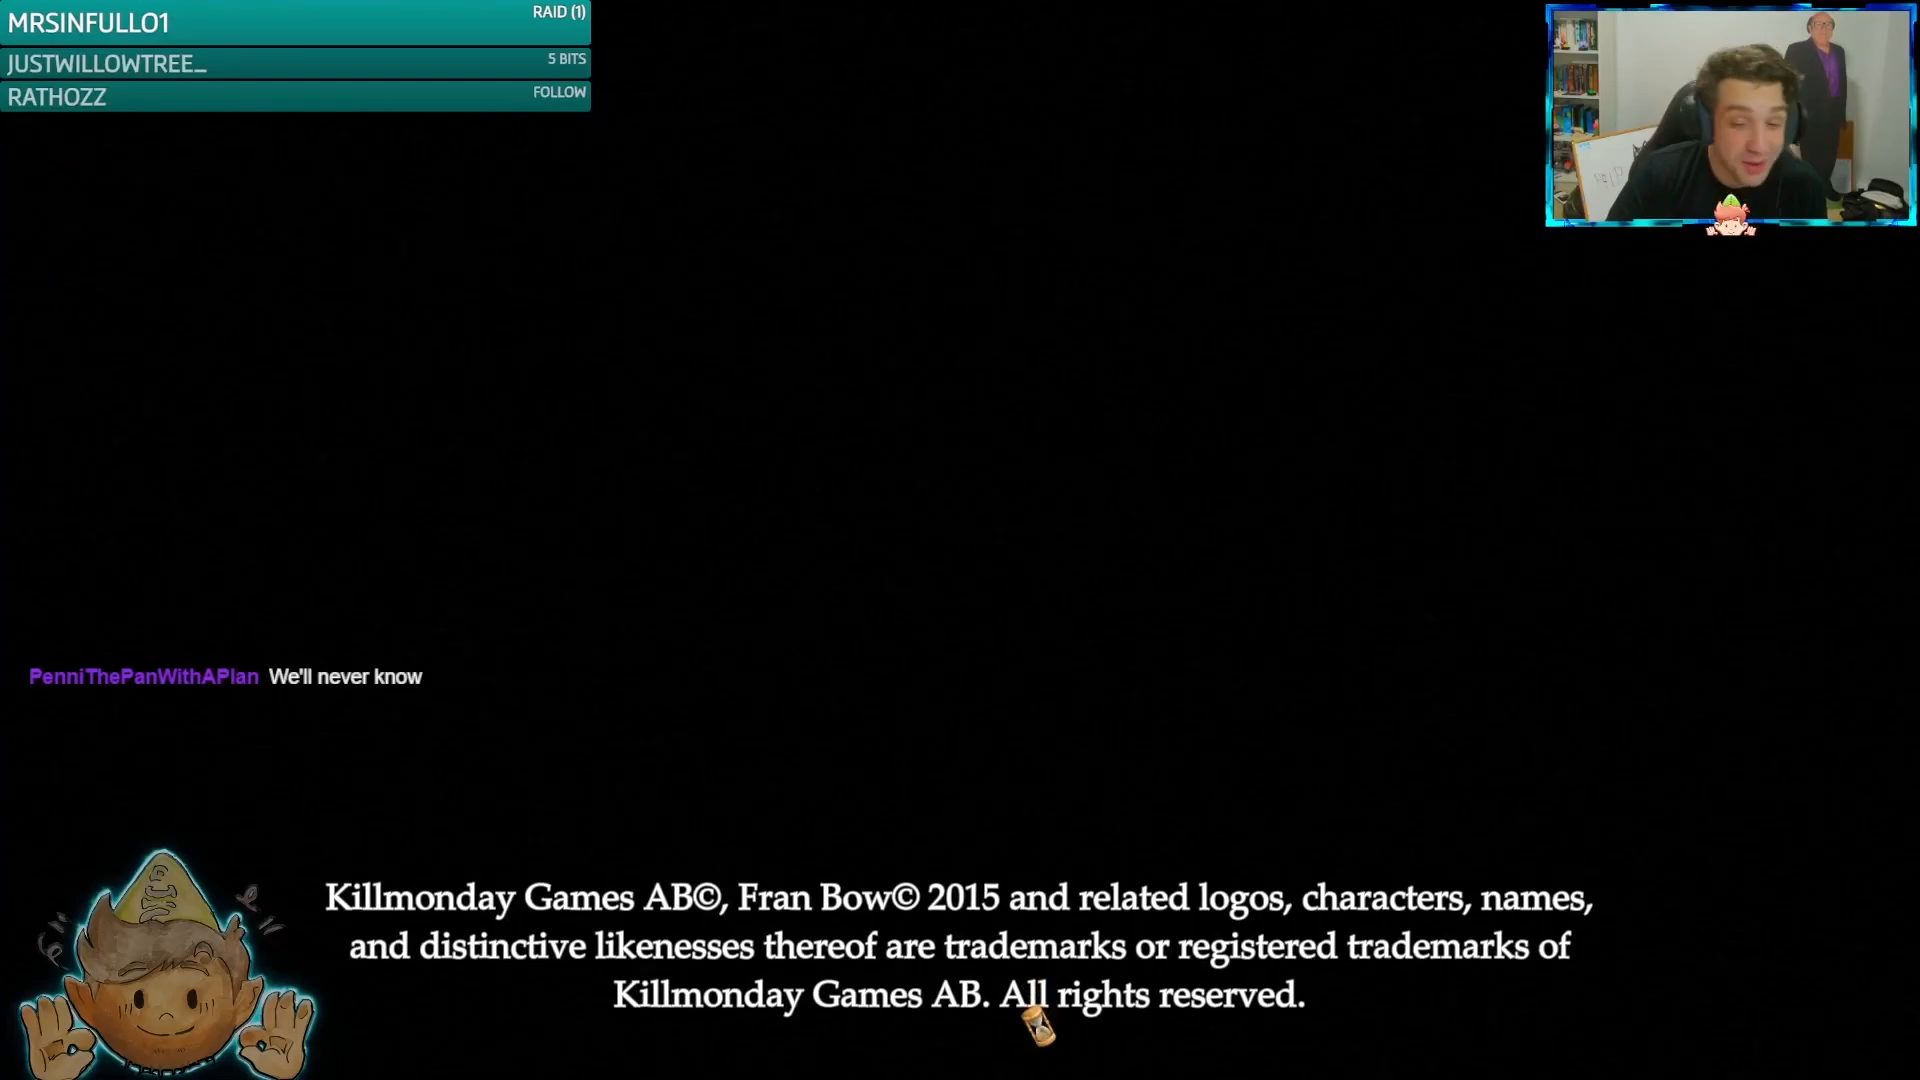 MRSINFULL01
RAID (1)
JUSTWILLOWTREE_
5 BITS
RATHOZZ
FOLLOW
PenniThePanWithAPlan We'll never know
Killmonday Games AB©, Fran Bow© 2015 and related logos, characters, names,
and distinctive likenesses thereof are trademarks or registered trademarks of
Killmonday Games AB. All rights reserved.